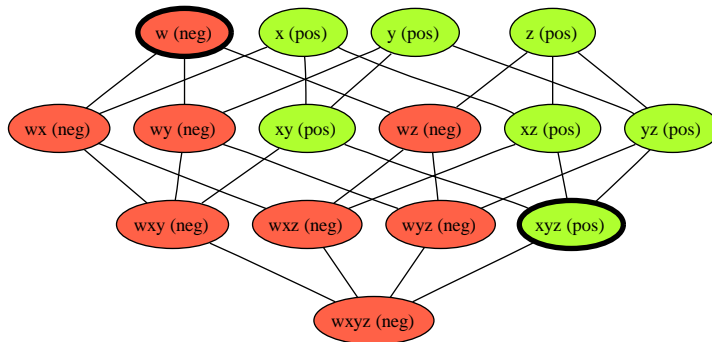 w (neg)
x (pos)
y (pos)
z (pos)
wx (neg)
wy (neg)
xy (pos)
wz (neg)
xz (pos)
yz (pos)
wxy (neg)
wxz (neg)
wyz (neg)
xyz (pos)
wxyz (neg)